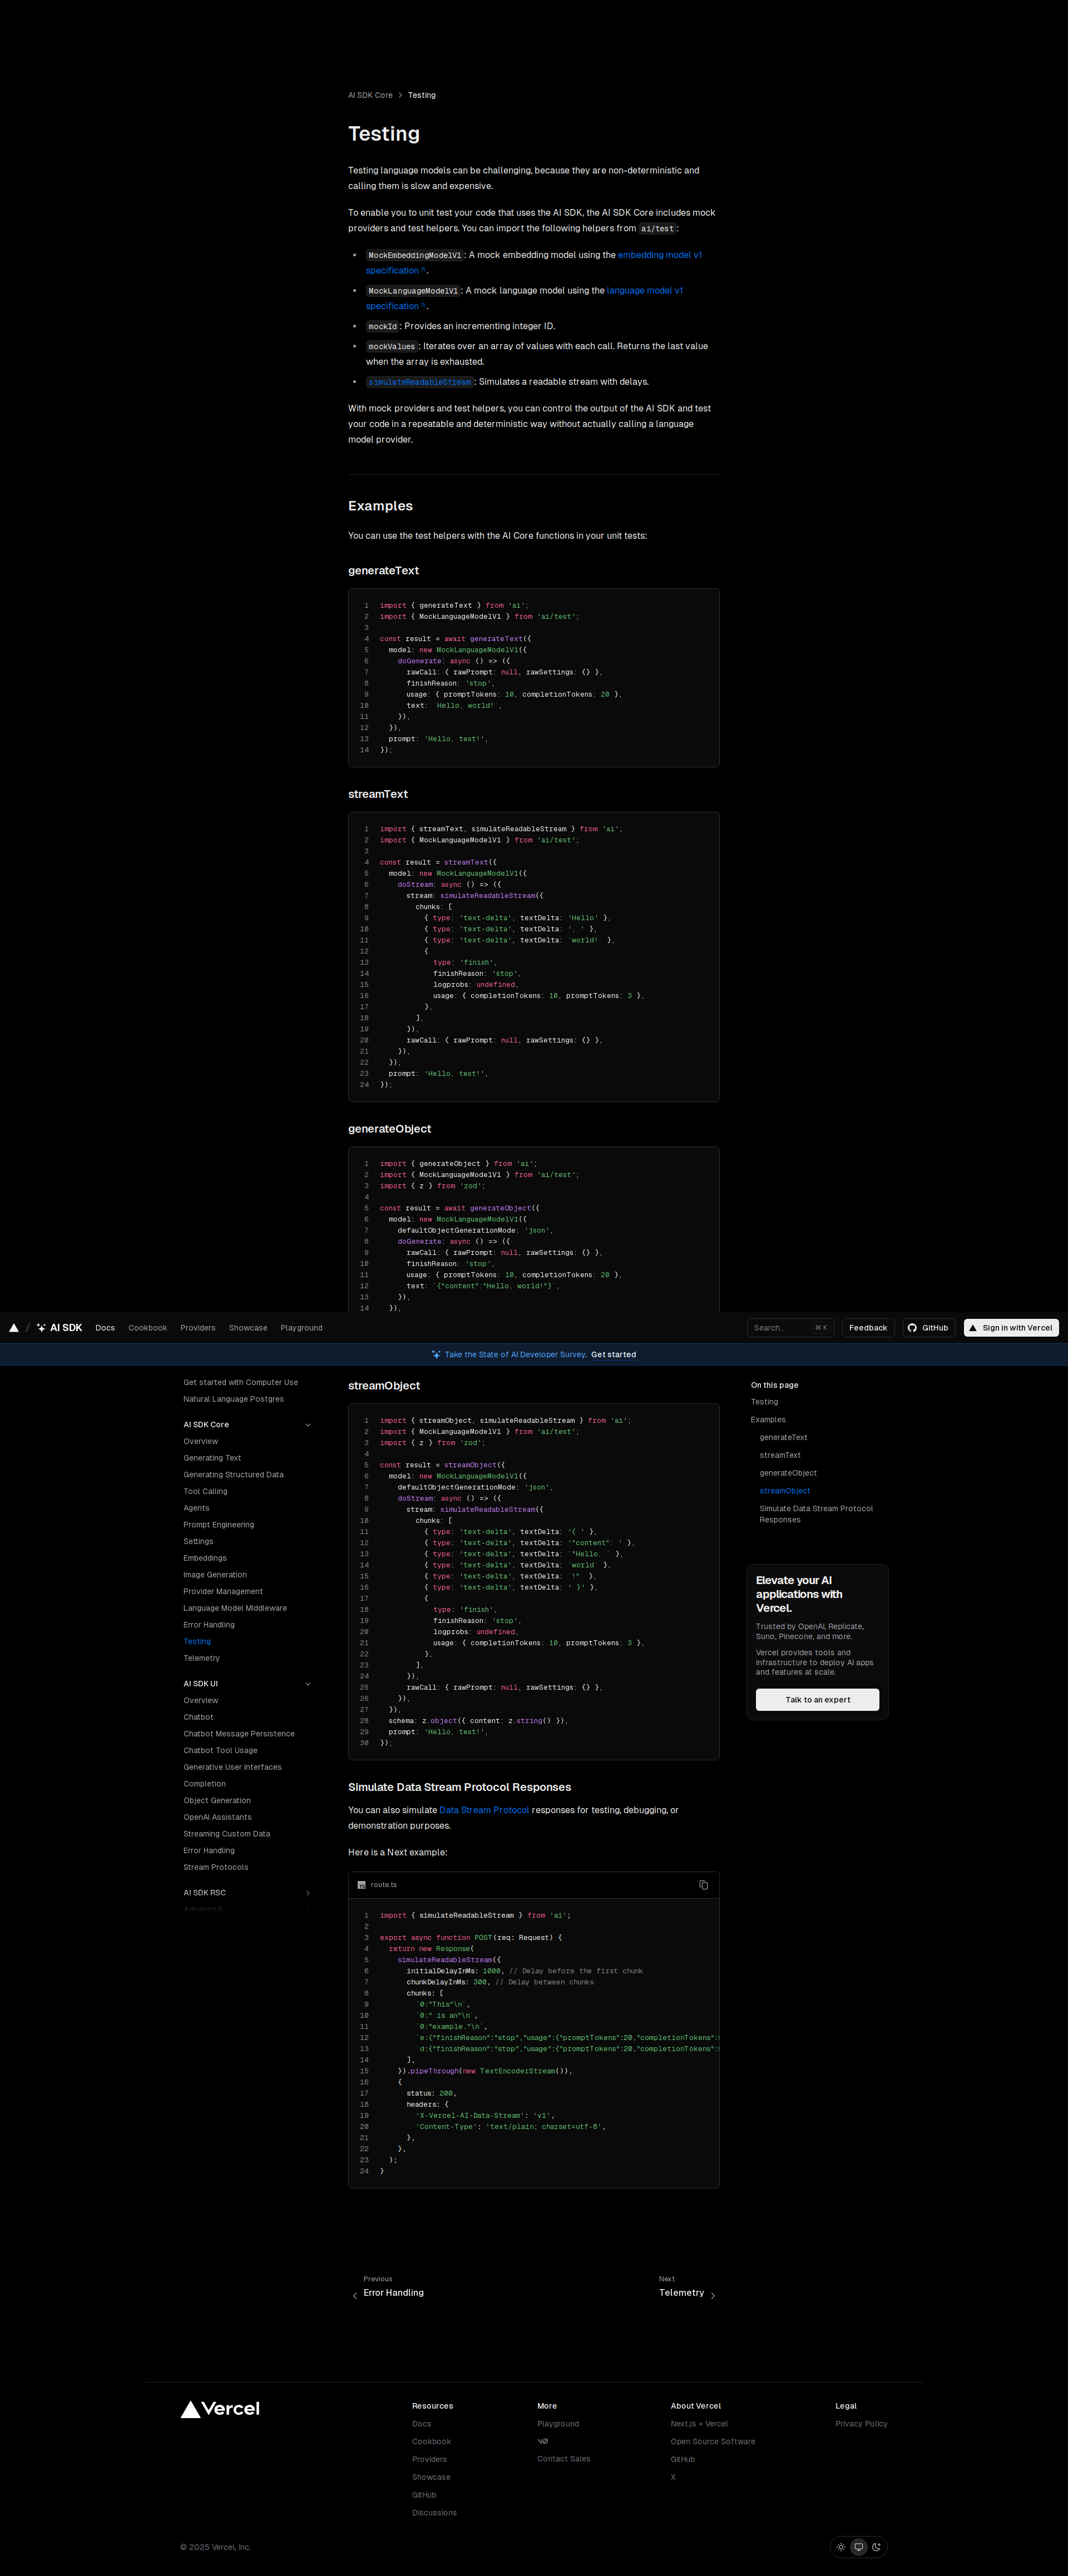 AI SDK Core > Testing
Testing
Testing language models can be challenging, because they are non-deterministic and
calling them is slow and expensive.
To enable you to unit test your code that uses the AI SDK, the AI SDK Core includes mock
providers and test helpers. You can import the following helpers from ai/test:
• MockEmbeddingModelV1: A mock embedding model using the embedding model v1
specification.
• MockLanguageModelV1: A mock language model using the language model v1
specification.
• mockId: Provides an incrementing integer ID.
• mockValues: Iterates over an array of values with each call. Returns the last value
when the array is exhausted.
• simulateReadableStream: Simulates a readable stream with delays.
With mock providers and test helpers, you can control the output of the AI SDK and test
your code in a repeatable and deterministic way without actually calling a language
model provider.
Examples
You can use the test helpers with the AI Core functions in your unit tests:
generateText
1 import { generateText } from 'ai';
2 import { MockLanguageModelV1 } from 'ai/test';
3
4 const result = await generateText({
5 model: new MockLanguageModelV1({
6 doGenerate: async () => ({
7 rawCall: { rawPrompt: null, rawSettings: {} },
8 finishReason: 'stop',
9 usage: { promptTokens: 10, completionTokens: 20 },
10 text: `Hello, world!`,
11 }),
12 }),
13 prompt: 'Hello, test!',
14 });
streamText
1 import { streamText, simulateReadableStream } from 'ai';
2 import { MockLanguageModelV1 } from 'ai/test';
3
4 const result = streamText({
5 model: new MockLanguageModelV1({
6 doStream: async () => ({
7 stream: simulateReadableStream({
8 chunks: [
9 { type: 'text-delta', textDelta: 'Hello' },
10 { type: 'text-delta', textDelta: ', ' },
11 { type: 'text-delta', textDelta: `world!` },
12 {
13 type: 'finish',
14 finishReason: 'stop',
15 logprobs: undefined,
16 usage: { completionTokens: 10, promptTokens: 3 },
17 },
18 ],
19 }),
20 rawCall: { rawPrompt: null, rawSettings: {} },
21 }),
22 }),
23 prompt: 'Hello, test!',
24 });
generateObject
1 import { generateObject } from 'ai';
2 import { MockLanguageModelV1 } from 'ai/test';
3 import { z } from 'zod';
4
5 const result = await generateObject({
6 model: new MockLanguageModelV1({
7 defaultObjectGenerationMode: 'json',
8 doGenerate: async () => ({
9 rawCall: { rawPrompt: null, rawSettings: {} },
10 finishReason: 'stop',
11 usage: { promptTokens: 10, completionTokens: 20 },
12 text: `{"content":"Hello, world!"}`,
13 }),
14 }),
/ AI SDK Docs Cookbook Providers Showcase Playground Search... ⌘K Feedback GitHub Sign in with Vercel
Take the State of AI Developer Survey. Get started
Get started with Computer Use
Natural Language Postgres
AI SDK Core
Overview
Generating Text
Generating Structured Data
Tool Calling
Agents
Prompt Engineering
Settings
Embeddings
Image Generation
Provider Management
Language Model Middleware
Error Handling
Testing
Telemetry
AI SDK UI
Overview
Chatbot
Chatbot Message Persistence
Chatbot Tool Usage
Generative User Interfaces
Completion
Object Generation
OpenAI Assistants
Streaming Custom Data
Error Handling
Stream Protocols
AI SDK RSC
Advanced
streamObject
1 import { streamObject, simulateReadableStream } from 'ai';
2 import { MockLanguageModelV1 } from 'ai/test';
3 import { z } from 'zod';
4
5 const result = streamObject({
6 model: new MockLanguageModelV1({
7 defaultObjectGenerationMode: 'json',
8 doStream: async () => ({
9 stream: simulateReadableStream({
10 chunks: [
11 { type: 'text-delta', textDelta: '{ ' },
12 { type: 'text-delta', textDelta: '"content": ' },
13 { type: 'text-delta', textDelta: `"Hello, ` },
14 { type: 'text-delta', textDelta: `world` },
15 { type: 'text-delta', textDelta: `!"` },
16 { type: 'text-delta', textDelta: ' }' },
17 {
18 type: 'finish',
19 finishReason: 'stop',
20 logprobs: undefined,
21 usage: { completionTokens: 10, promptTokens: 3 },
22 },
23 ],
24 }),
25 rawCall: { rawPrompt: null, rawSettings: {} },
26 }),
27 }),
28 schema: z.object({ content: z.string() }),
29 prompt: 'Hello, test!',
30 });
Simulate Data Stream Protocol Responses
You can also simulate Data Stream Protocol responses for testing, debugging, or
demonstration purposes.
Here is a Next example:
TS route.ts
1 import { simulateReadableStream } from 'ai';
2
3 export async function POST(req: Request) {
4 return new Response(
5 simulateReadableStream({
6 initialDelayInMs: 1000, // Delay before the first chunk
7 chunkDelayInMs: 300, // Delay between chunks
8 chunks: [
9 `0:"This"\n`,
10 `0:" is an"\n`,
11 `0:"example."\n`,
12 `e:{"finishReason":"stop","usage":{"promptTokens":20,"completionTokens":
13 `d:{"finishReason":"stop","usage":{"promptTokens":20,"completionTokens":
14 ],
15 }).pipeThrough(new TextEncoderStream()),
16 {
17 status: 200,
18 headers: {
19 'X-Vercel-AI-Data-Stream': 'v1',
20 'Content-Type': 'text/plain; charset=utf-8',
21 },
22 },
23 );
24 }
On this page
Testing
Examples
generateText
streamText
generateObject
streamObject
Simulate Data Stream Protocol
Responses
Elevate your AI
applications with
Vercel.
Trusted by OpenAI, Replicate,
Suno, Pinecone, and more.
Vercel provides tools and
infrastructure to deploy AI apps
and features at scale.
Talk to an expert
Previous
Error Handling
Next
Telemetry
Vercel
Resources
Docs
Cookbook
Providers
Showcase
GitHub
Discussions
More
Playground
v0
Contact Sales
About Vercel
Next.js + Vercel
Open Source Software
GitHub
X
Legal
Privacy Policy
© 2025 Vercel, Inc.